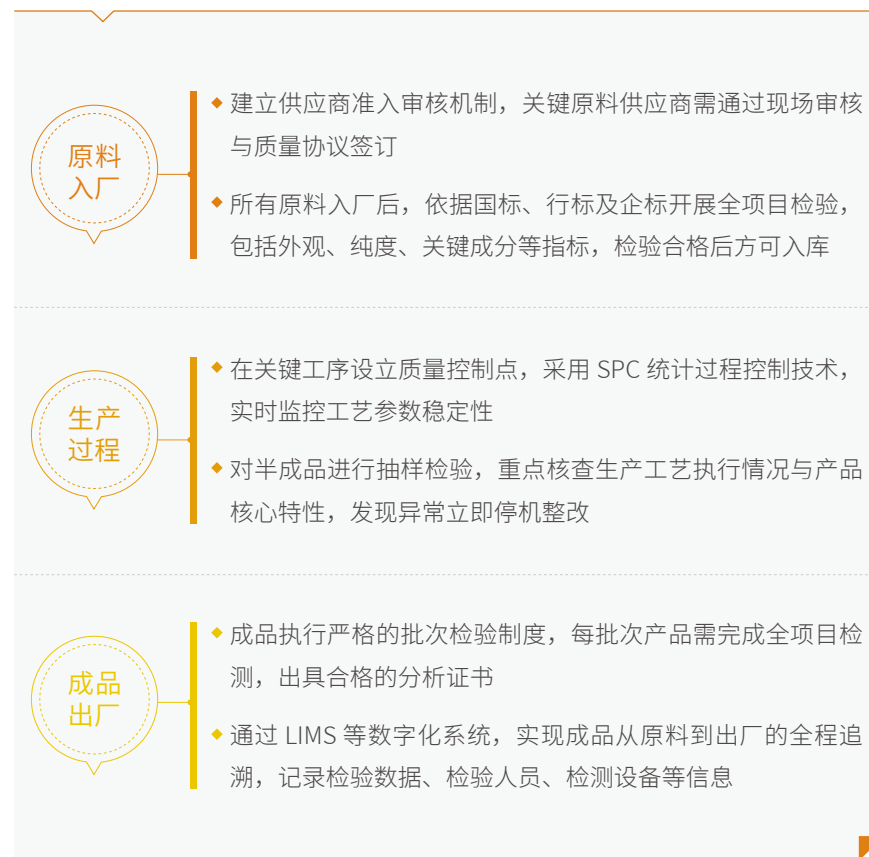 原料
入厂
◆ 建立供应商准入审核机制，关键原料供应商需通过现场审核
与质量协议签订
◆ 所有原料入厂后，依据国标、行标及企标开展全项目检验，
包括外观、纯度、关键成分等指标，检验合格后方可入库
生产
过程
◆ 在关键工序设立质量控制点，采用 SPC 统计过程控制技术，
实时监控工艺参数稳定性
◆ 对半成品进行抽样检验，重点核查生产工艺执行情况与产品
核心特性，发现异常立即停机整改
成品
出厂
◆ 成品执行严格的批次检验制度，每批次产品需完成全项目检
测，出具合格的分析证书
◆ 通过 LIMS 等数字化系统，实现成品从原料到出厂的全程追
溯，记录检验数据、检验人员、检测设备等信息